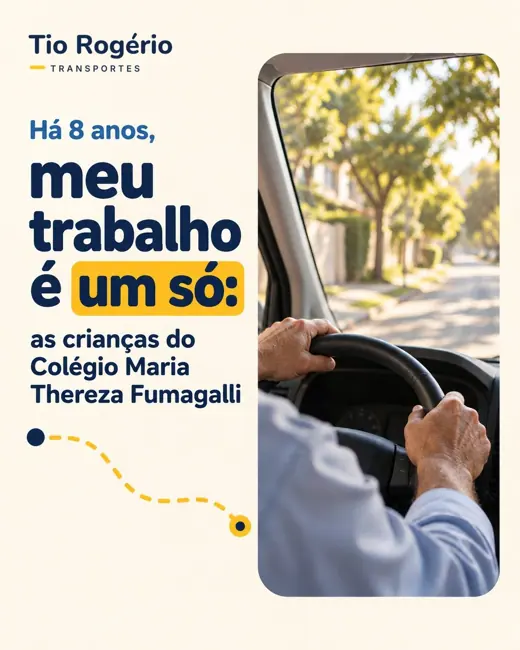 Tio Rogério
TRANSPORTES
Há 8 anos,
meu
trabalho
é um só:
as crianças do
Colégio Maria
Thereza Fumagalli